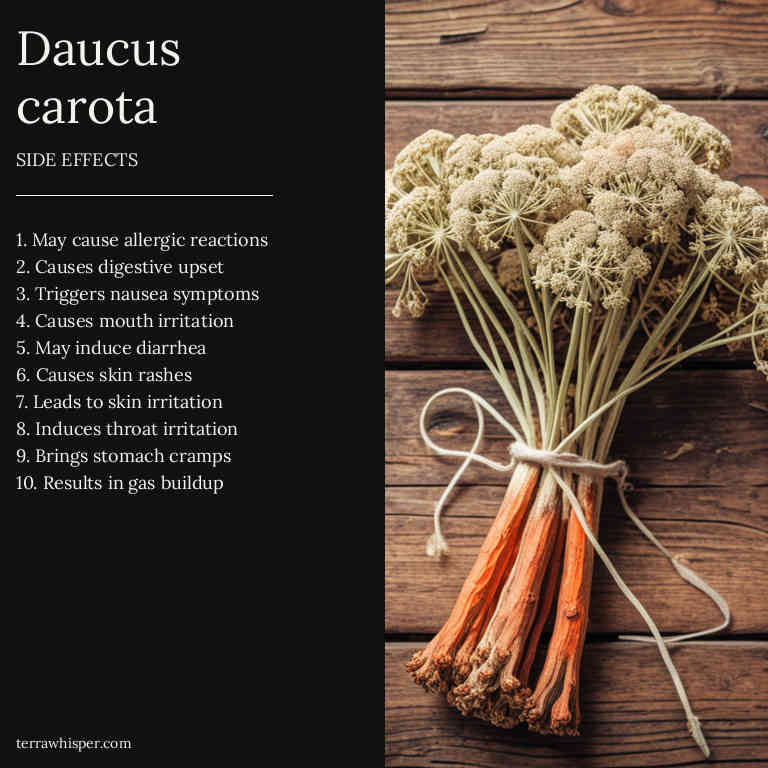 Daucus
carota
SIDE EFFECTS
1. May cause allergic reactions
2. Causes digestive upset
3. Triggers nausea symptoms
4. Causes mouth irritation
5. May induce diarrhea
6. Causes skin rashes
7. Leads to skin irritation
8. Induces throat irritation
9. Brings stomach cramps
10. Results in gas buildup
terrawhisper.com